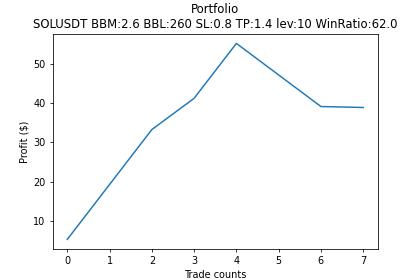 Portfolio
SOLUSDT BBM:2.6 BBL:260 SL:0.8 TP:1.4 lev:10 WinRatio:62.0
Profit ($)
50
40
30
20
10
0 1 2 3 4 5 6 7
Trade counts